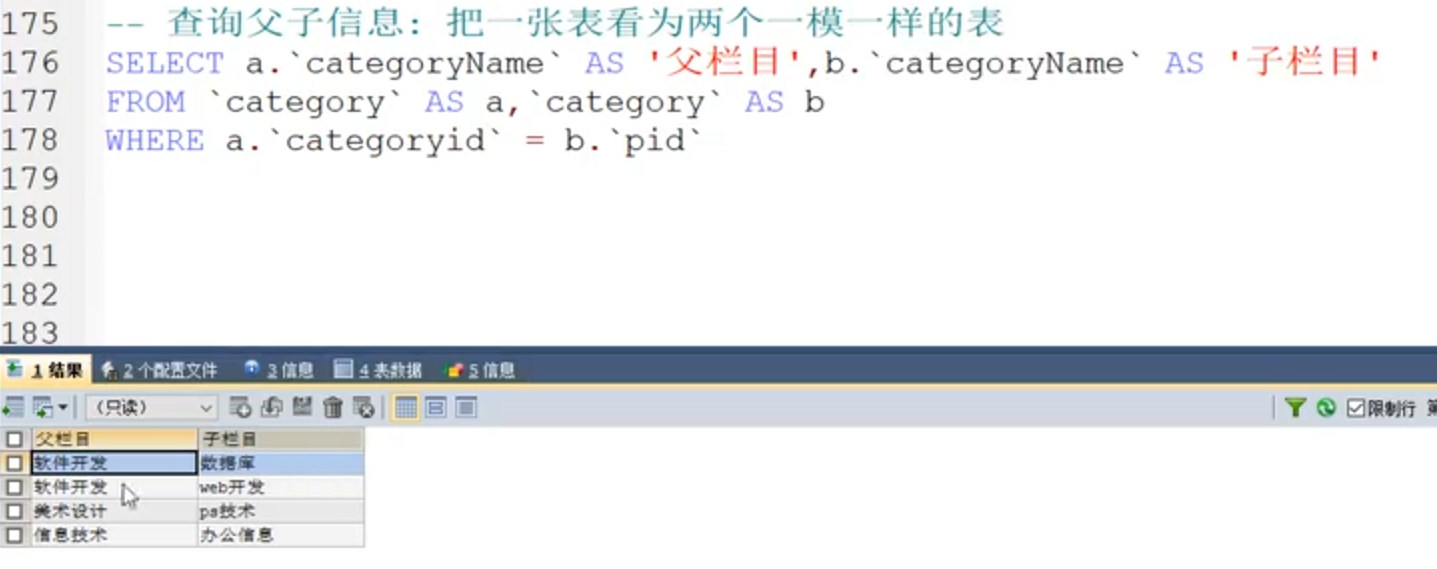 175 -- 查询父子信息：把一张表看为两个一模一样的表
176 SELECT a.`categoryName` AS '父栏目',b.`categoryName` AS '子栏目'
177 FROM `category` AS a,`category` AS b
178 WHERE a.`categoryid` = b.`pid`
179
180
181
182
183
1 结果 2 个配置文件 3 信息 4 表数据 5 信息
(只读) 限制行 第
父栏目 子栏目
软件开发 数据库
软件开发 web开发
美术设计 ps技术
信息技术 办公信息